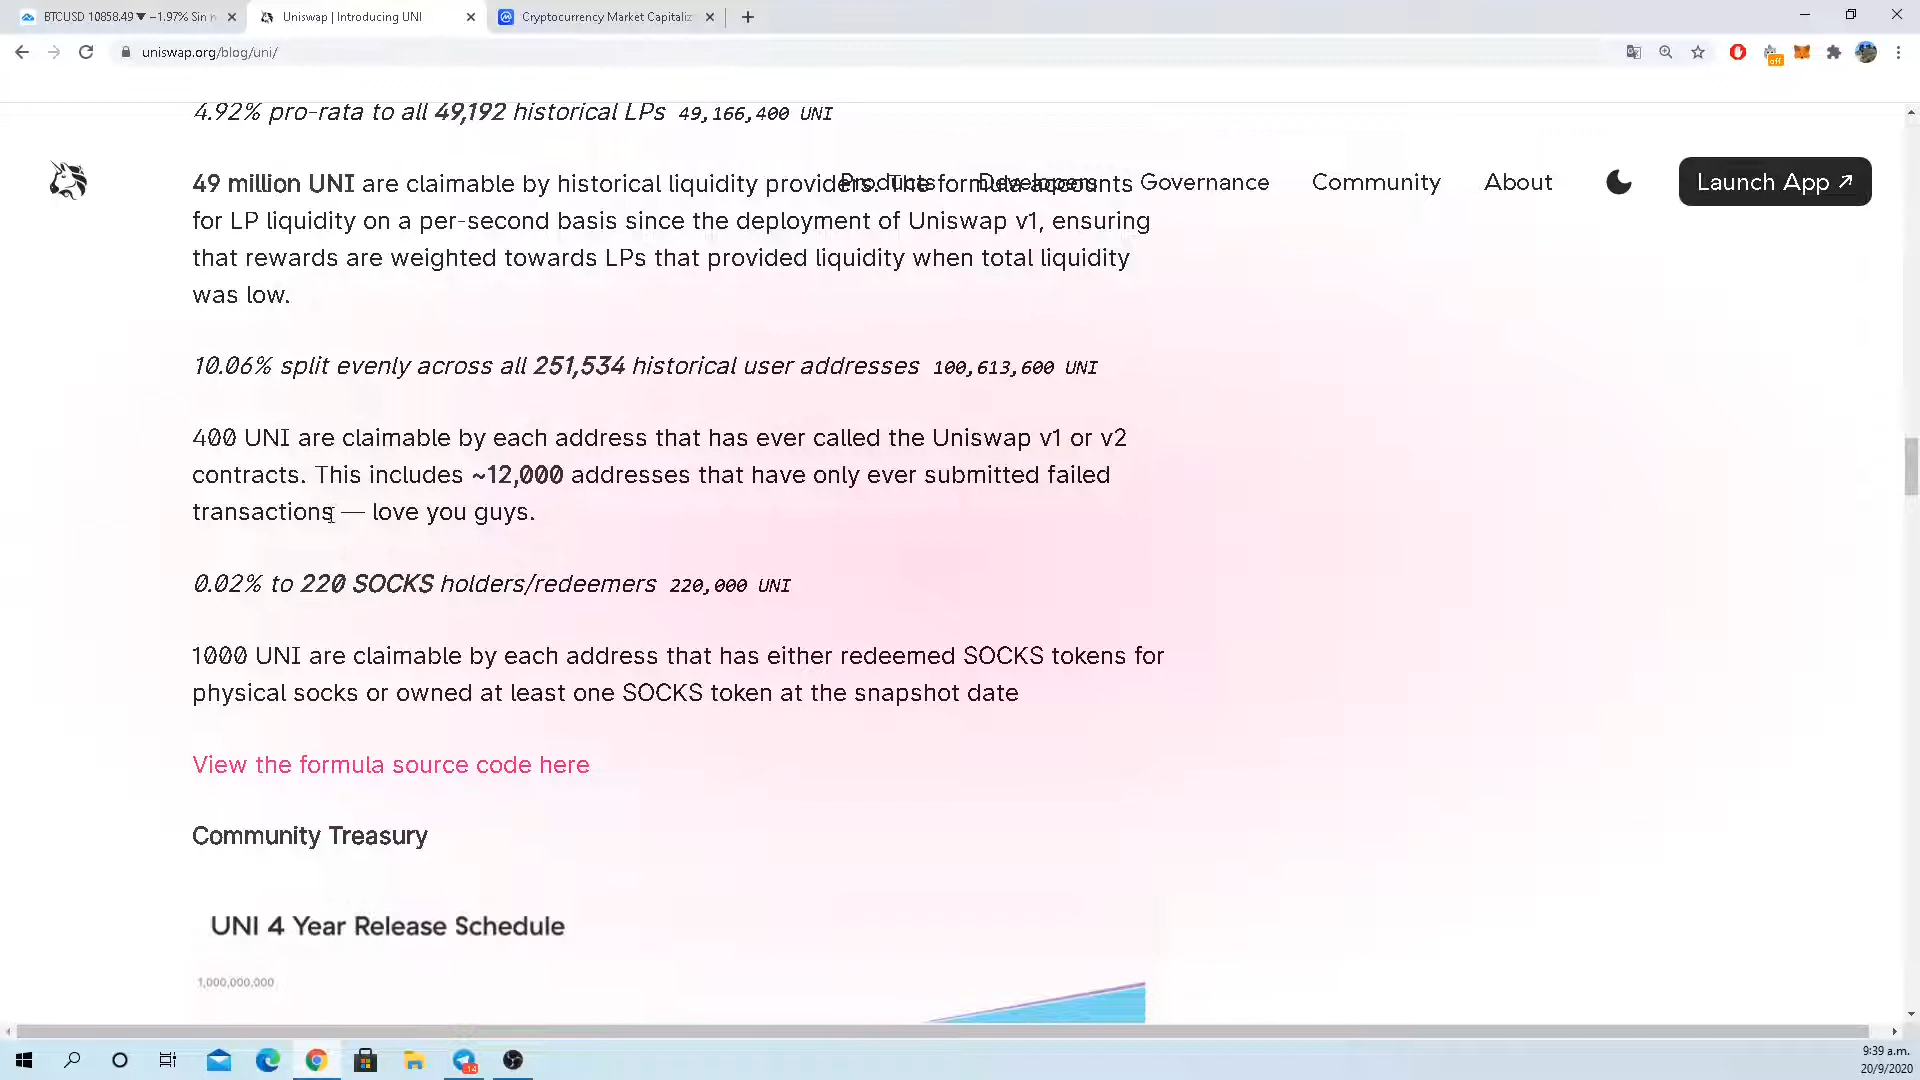 BTCUSD 10858.49 ▼ −1.97% Sin n
Uniswap | Introducing UNI
Cryptocurrency Market Capitaliz
uniswap.org/blog/uni/
off
4.92% pro-rata to all 49,192 historical LPs 49,166,400 UNI
Products Developers Governance Community About Launch App ↗
49 million UNI are claimable by historical liquidity providers. The formula accounts
for LP liquidity on a per-second basis since the deployment of Uniswap v1, ensuring
that rewards are weighted towards LPs that provided liquidity when total liquidity
was low.
10.06% split evenly across all 251,534 historical user addresses 100,613,600 UNI
400 UNI are claimable by each address that has ever called the Uniswap v1 or v2
contracts. This includes ~12,000 addresses that have only ever submitted failed
transactions — love you guys.
0.02% to 220 SOCKS holders/redeemers 220,000 UNI
1000 UNI are claimable by each address that has either redeemed SOCKS tokens for
physical socks or owned at least one SOCKS token at the snapshot date
View the formula source code here
Community Treasury
UNI 4 Year Release Schedule
1,000,000,000
14
9:39 a.m.
20/9/2020